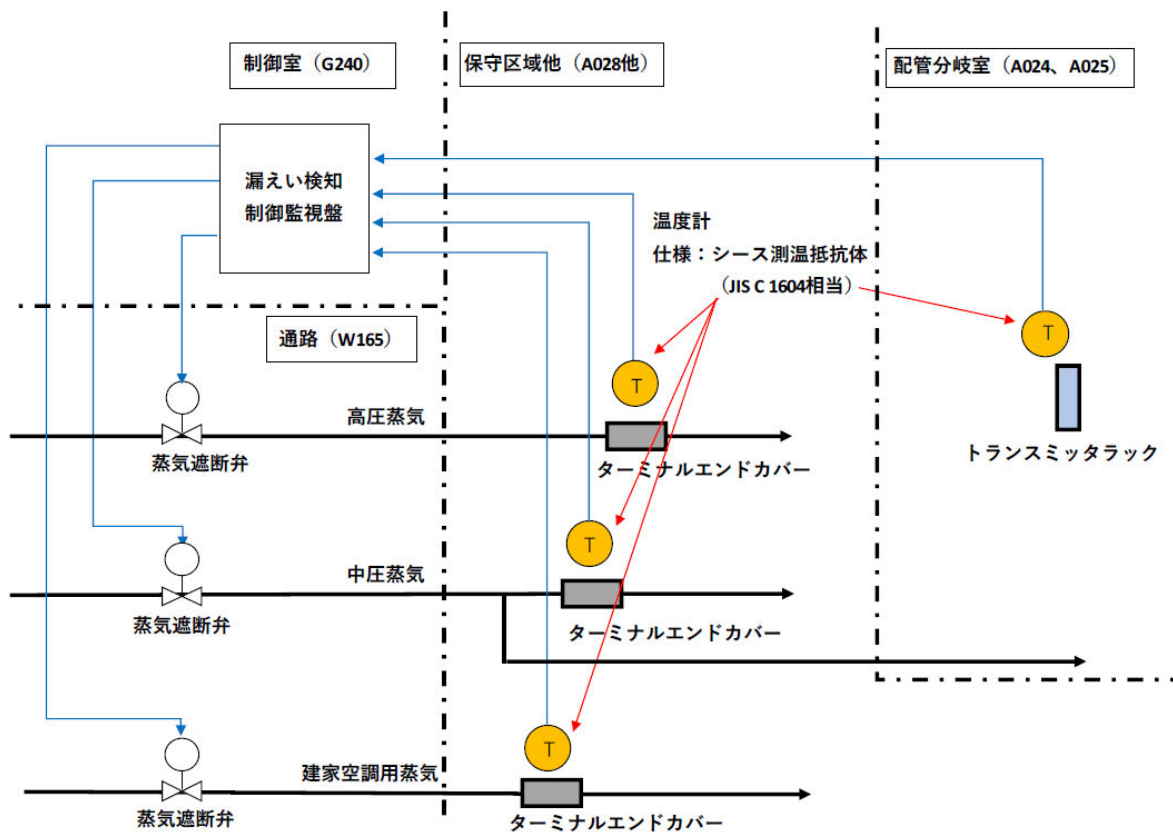 制御室（G240）
保守区域他（A028他）
配管分岐室（A024、A025）
漏えい検知
制御監視盤
温度計
仕様：シース測温抵抗体
（JIS C 1604相当）
通路（W165）
T
T
高圧蒸気
蒸気遮断弁
ターミナルエンドカバー
トランスミッタラック
T
中圧蒸気
蒸気遮断弁
ターミナルエンドカバー
T
建家空調用蒸気
蒸気遮断弁
ターミナルエンドカバー